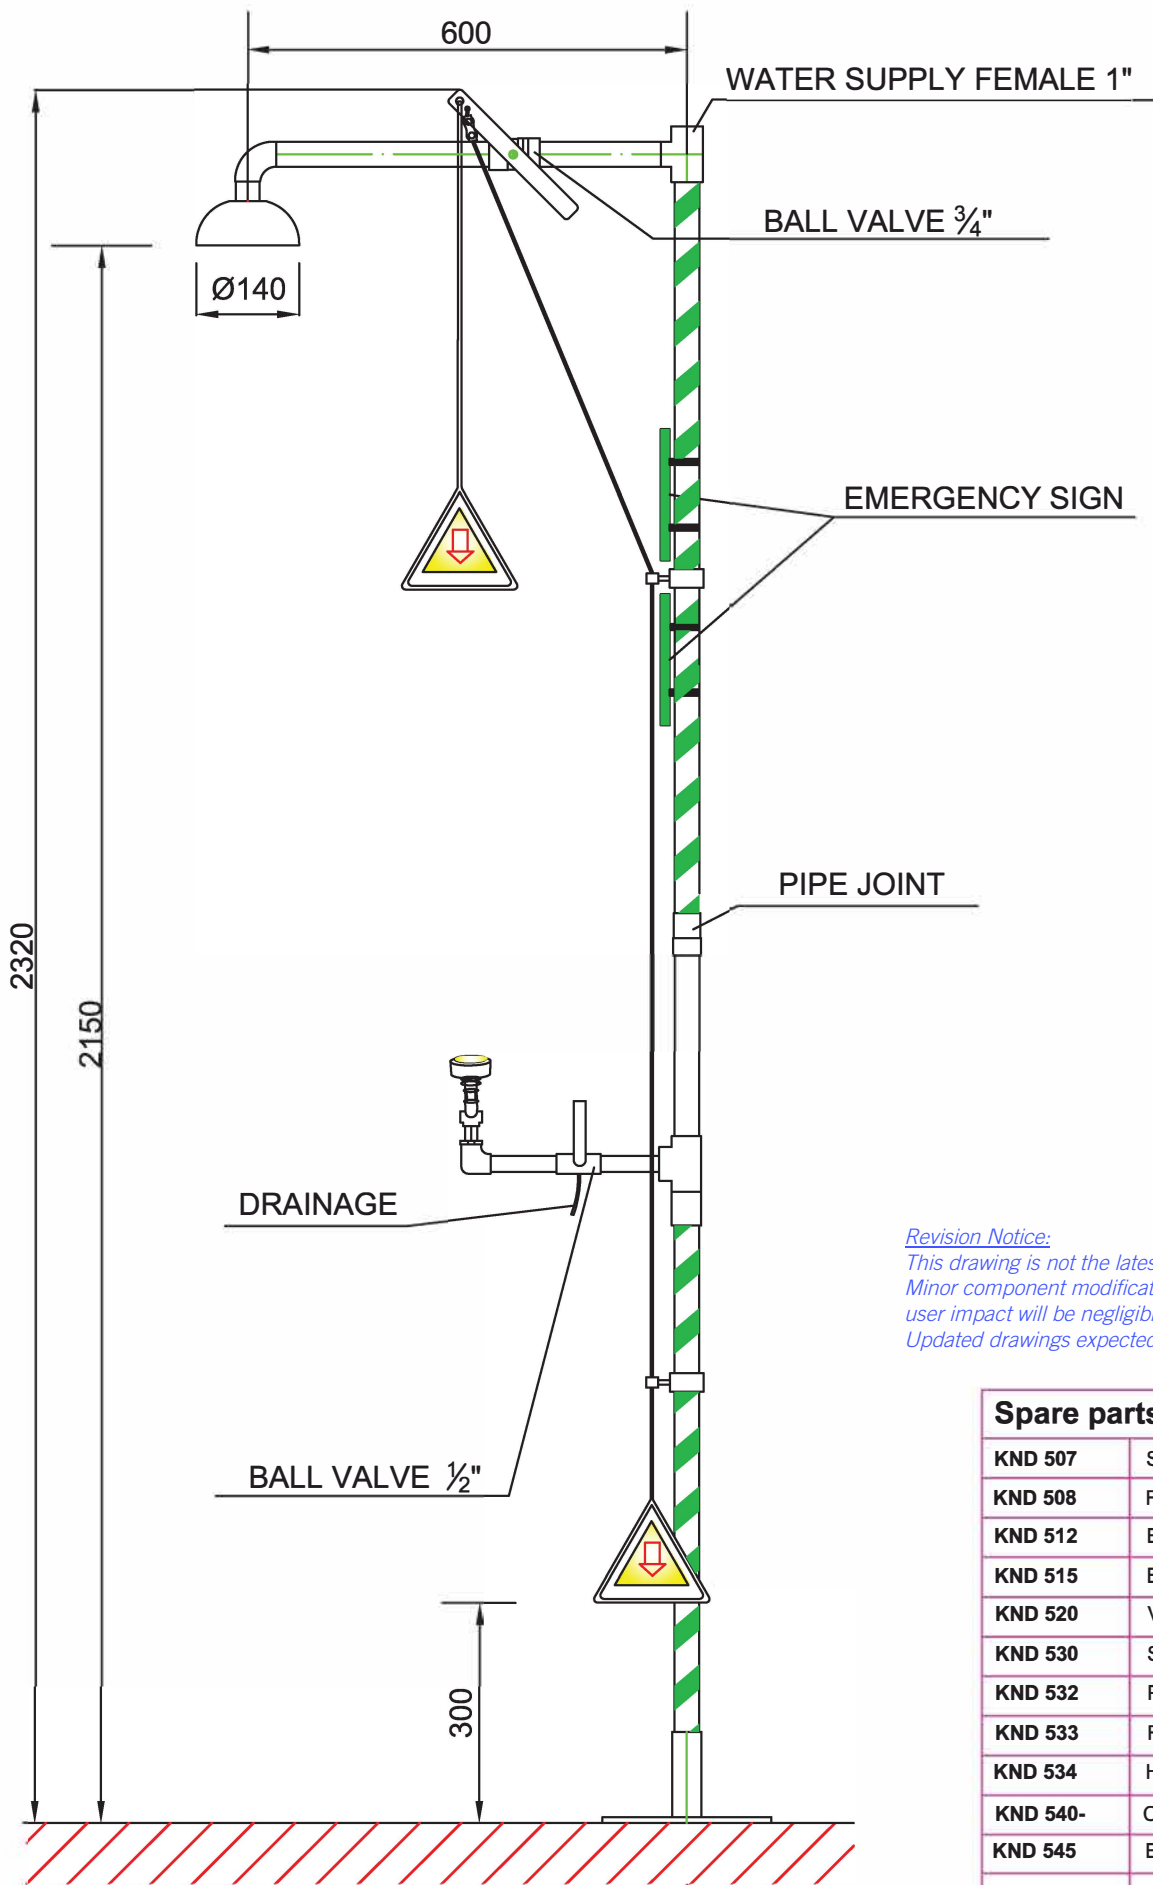 600
WATER SUPPLY FEMALE 1"
BALL VALVE ¾"
Ø140
EMERGENCY SIGN
PIPE JOINT
2320
2150
DRAINAGE
Revision Notice:
This drawing is not the
Minor component
user impact will be
Updated drawings expected
BALL VALVE ½"
Spare parts
KND 507
KND 508
KND 512
KND 515
KND 520
KND 530
KND 532
KND 533
KND 534
KND 540-
KND 545
300